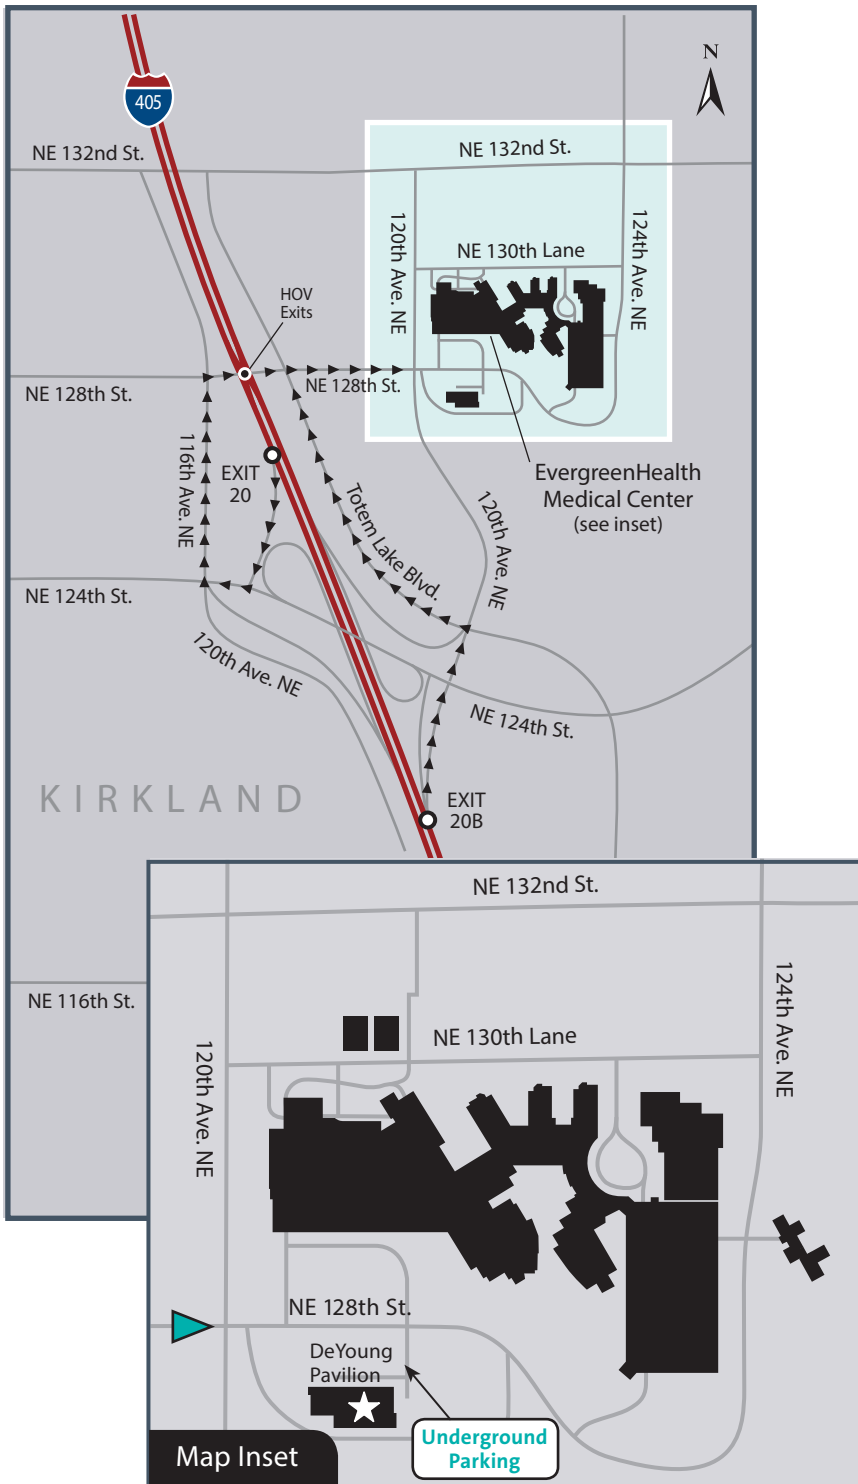 405
N
NE 132nd St.
NE 132nd St.
120th Ave. NE
124th Ave. NE
NE 130th Lane
HOV
Exits
NE 128th St.
NE 128th St.
116th Ave. NE
EXIT
20
Totem Lake Blvd.
120th Ave. NE
EvergreenHealth
Medical Center
(see inset)
NE 124th St.
120th Ave. NE
NE 124th St.
KIRKLAND
EXIT
20B
NE 116th St.
NE 132nd St.
124th Ave. NE
120th Ave. NE
NE 130th Lane
NE 128th St.
DeYoung
Pavilion
Underground
Parking
Map Inset